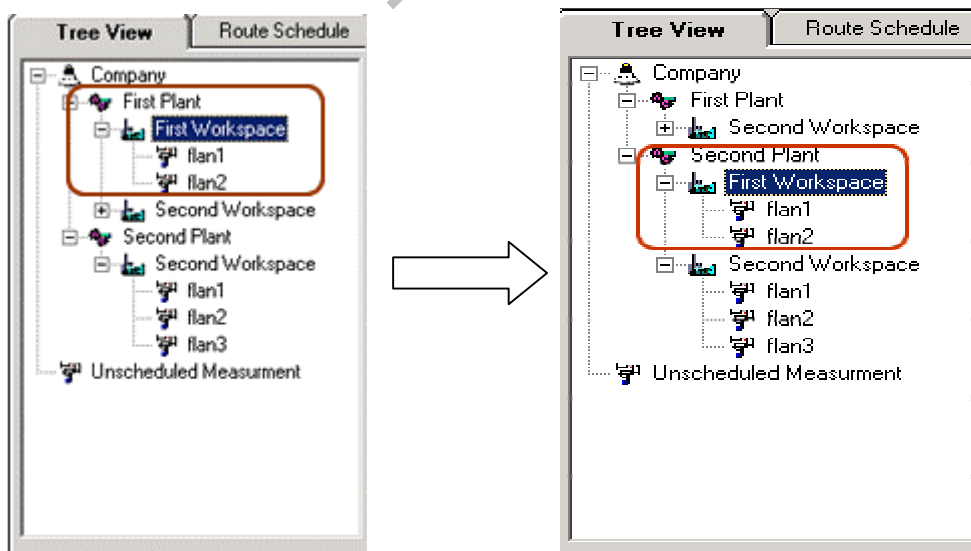 Tree View
Route Schedule
Company
First Plant
First Workspace
flan1
flan2
Second Workspace
Second Plant
Second Workspace
flan1
flan2
flan3
Unscheduled Measurment
Tree View
Route Schedule
Company
First Plant
Second Workspace
Second Plant
First Workspace
flan1
flan2
Second Workspace
flan1
flan2
flan3
Unscheduled Measurment